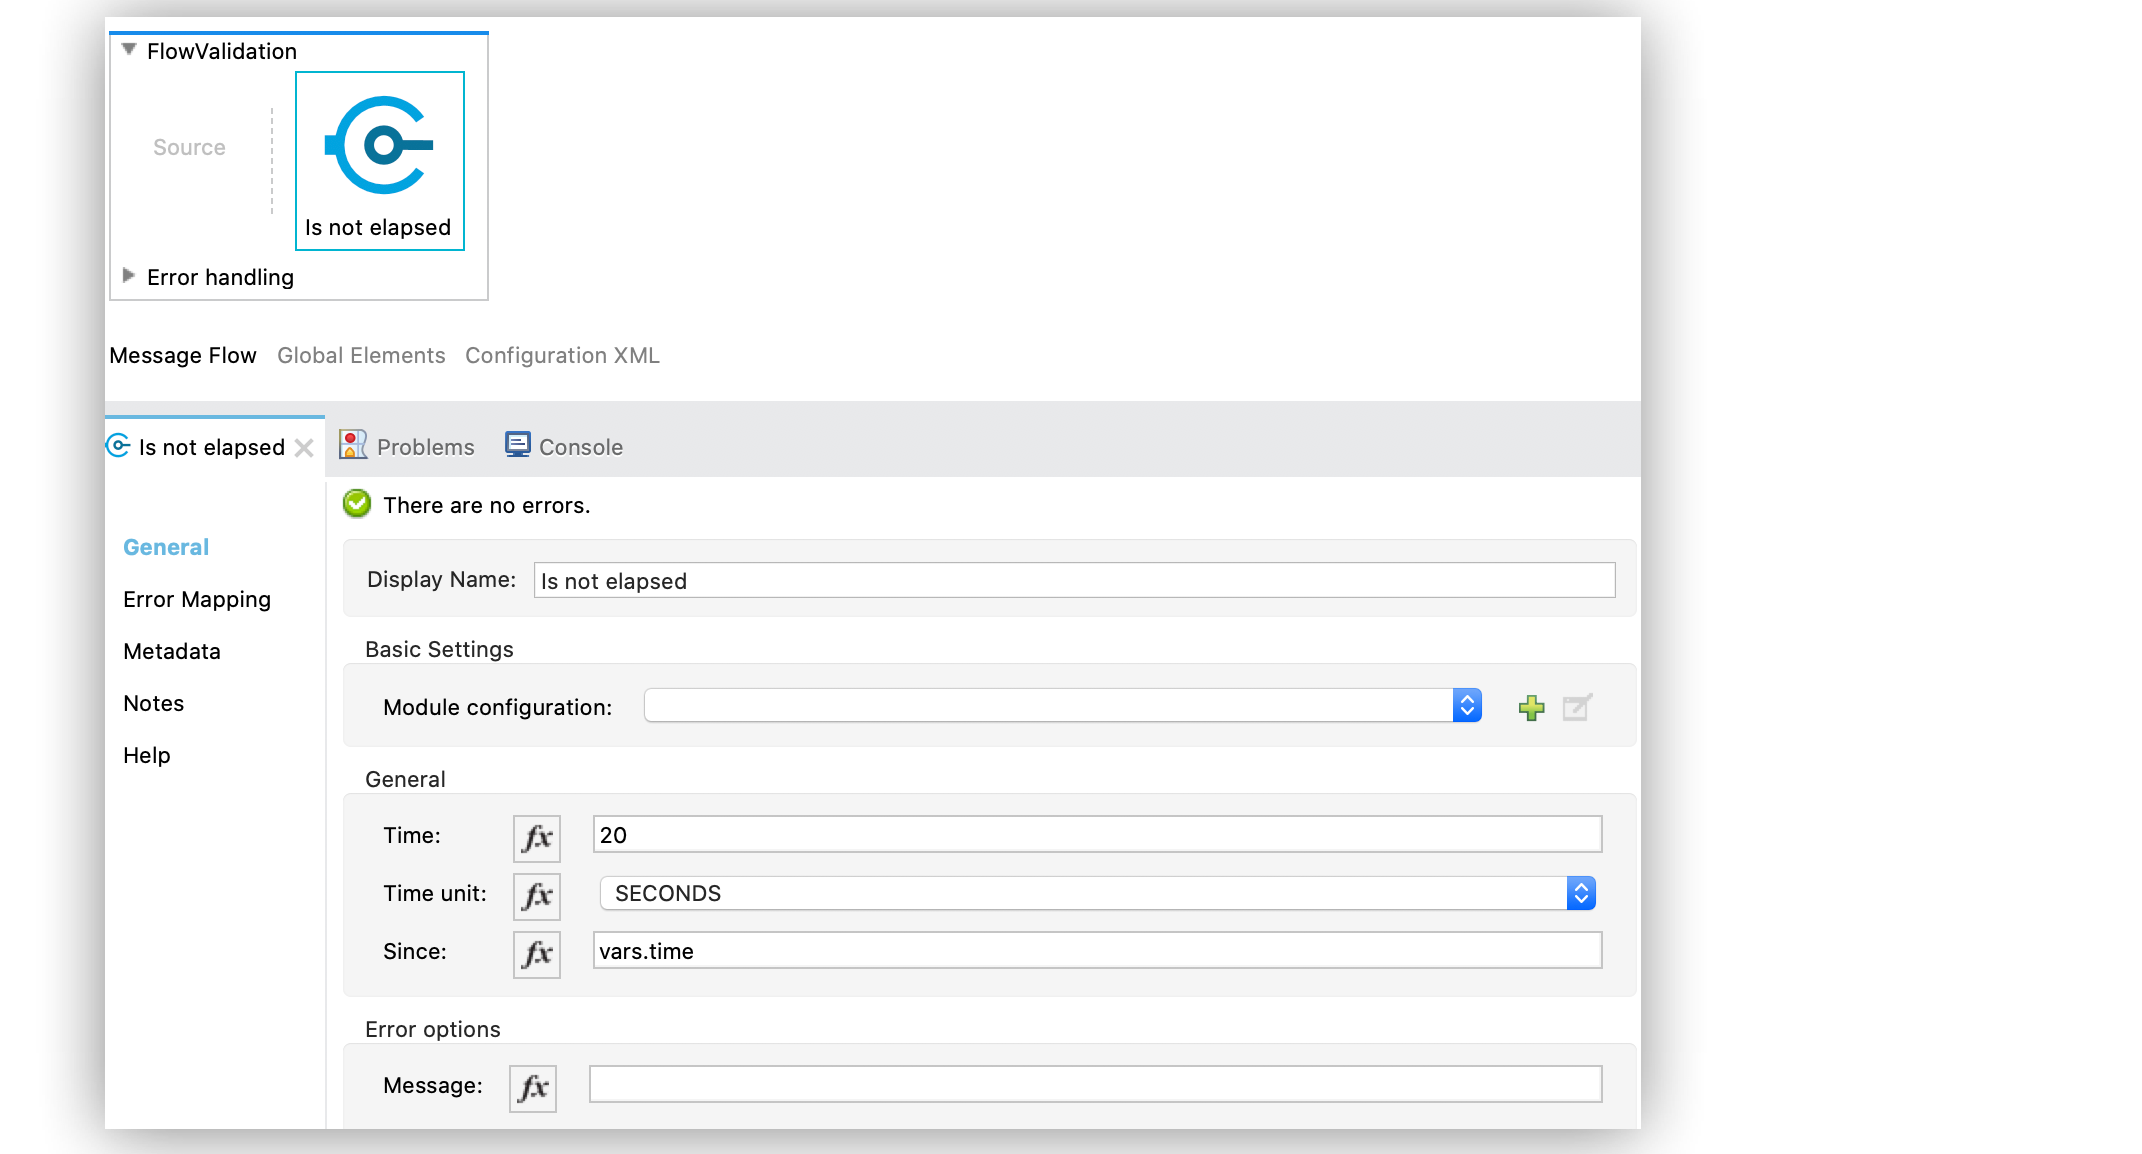 FlowValidation
Source
Is not elapsed
Error handling
Message Flow Global Elements Configuration XML
Is not elapsed Problems Console
There are no errors.
General
Error Mapping
Metadata
Notes
Help
Display Name: Is not elapsed
Basic Settings
Module configuration:
General
Time: fx 20
Time unit: fx SECONDS
Since: fx vars.time
Error options
Message: fx